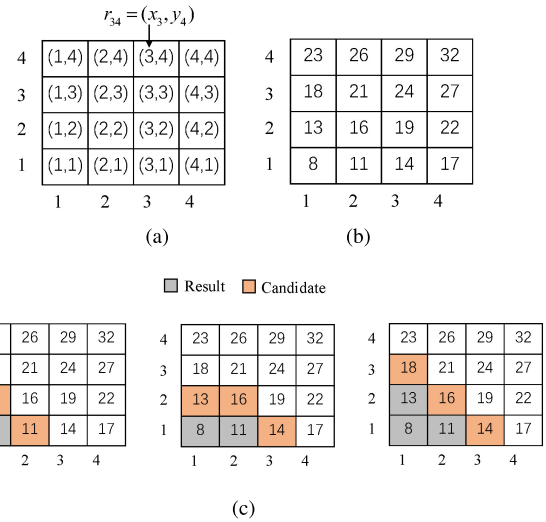 r₃₄ = (x₃, y₄)
4 (1,4) (2,4) (3,4) (4,4)
3 (1,3) (2,3) (3,3) (4,3)
2 (1,2) (2,2) (3,2) (4,2)
1 (1,1) (2,1) (3,1) (4,1)
1 2 3 4
(a)
4 23 26 29 32
3 18 21 24 27
2 13 16 19 22
1 8 11 14 17
1 2 3 4
(b)
Result Candidate
26 29 32
21 24 27
16 19 22
11 14 17
2 3 4
4 23 26 29 32
3 18 21 24 27
2 13 16 19 22
1 8 11 14 17
1 2 3 4
4 23 26 29 32
3 18 21 24 27
2 13 16 19 22
1 8 11 14 17
1 2 3 4
(c)